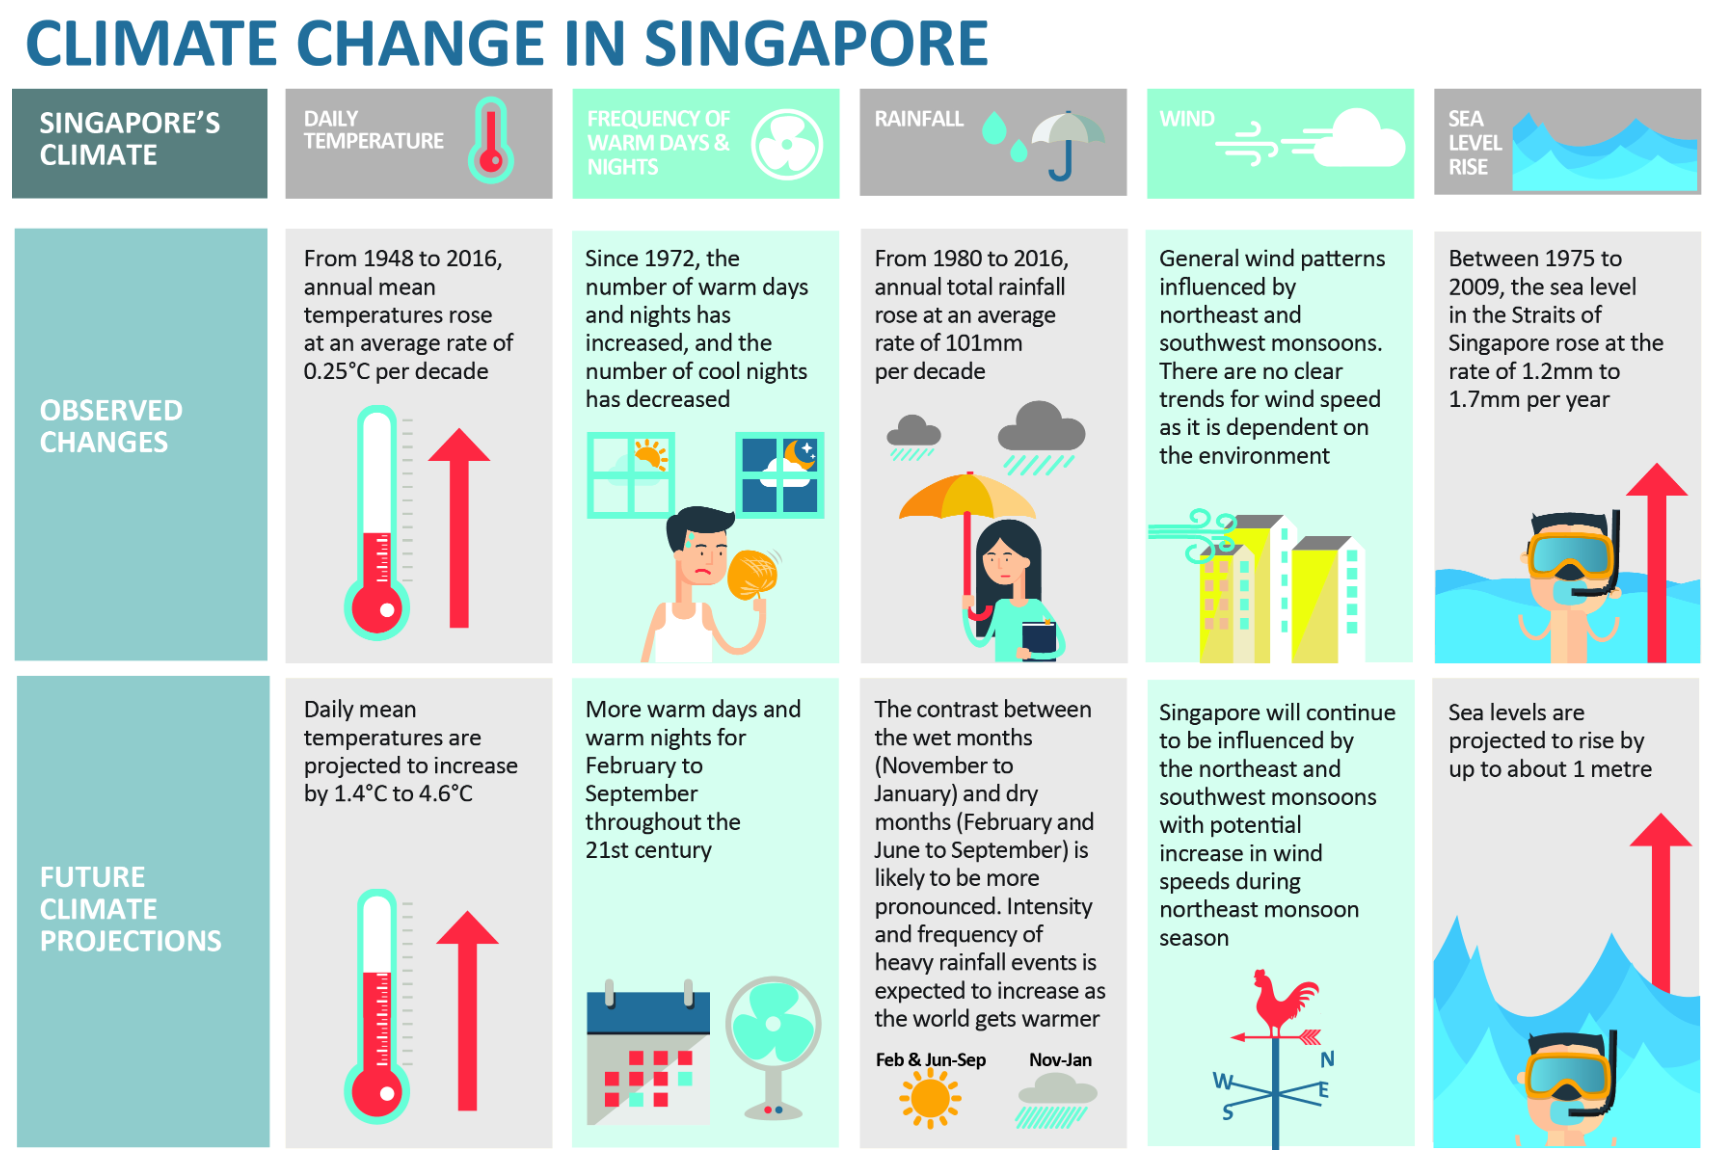 CLIMATE CHANGE IN SINGAPORE
SINGAPORE'S
CLIMATE
DAILY
TEMPERATURE
FREQUENCY OF
WARM DAYS &
NIGHTS
RAINFALL
WIND
SEA
LEVEL
RISE
OBSERVED
CHANGES
From 1948 to 2016,
annual mean
temperatures rose
at an average rate of
0.25°C per decade
Since 1972, the
number of warm days
and nights has
increased, and the
number of cool nights
has decreased
From 1980 to 2016,
annual total rainfall
rose at an average
rate of 101mm
per decade
General wind patterns
influenced by
northeast and
southwest monsoons.
There are no clear
trends for wind speed
as it is dependent on
the environment
Between 1975 to
2009, the sea level
in the Straits of
Singapore rose at the
rate of 1.2mm to
1.7mm per year
FUTURE
CLIMATE
PROJECTIONS
Daily mean
temperatures are
projected to increase
by 1.4°C to 4.6°C
More warm days and
warm nights for
February to
September
throughout the
21st century
The contrast between
the wet months
(November to
January) and dry
months (February and
June to September) is
likely to be more
pronounced. Intensity
and frequency of
heavy rainfall events is
expected to increase as
the world gets warmer
Feb & Jun-Sep
Nov-Jan
Singapore will continue
to be influenced by
the northeast and
southwest monsoons
with potential
increase in wind
speeds during
northeast monsoon
season
N
W
E
S
Sea levels are
projected to rise by
up to about 1 metre